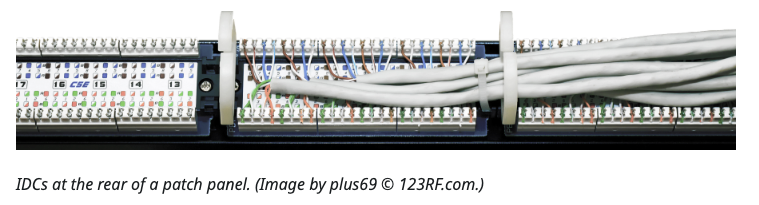 17 16 CSE 15 14 13
IDCs at the rear of a patch panel. (Image by plus69 © 123RF.com.)